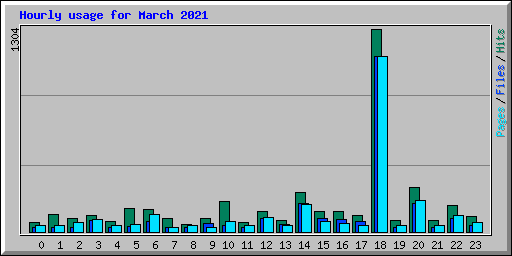 Hourly usage for March 2021
1304
Pages/Files/Hits
0 1 2 3 4 5 6 7 8 9 10 11 12 13 14 15 16 17 18 19 20 21 22 23